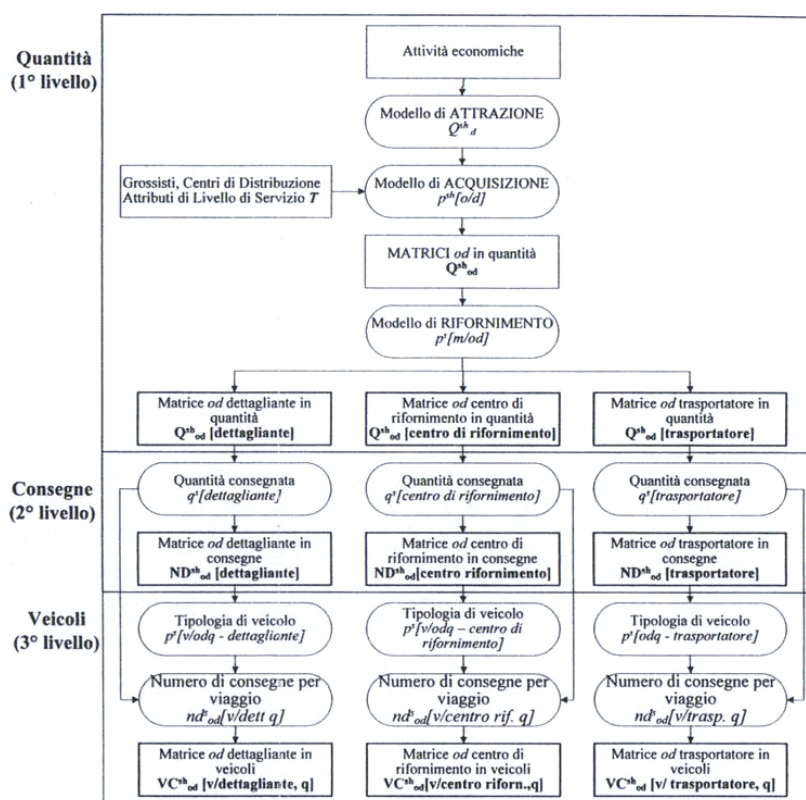 Quantità
(1° livello)
Attività economiche
Modello di ATTRAZIONE
Q^sh_d
Grossisti, Centri di Distribuzione
Attributi di Livello di Servizio T
Modello di ACQUISIZIONE
p^sh[o/d]
MATRICI od in quantità
Q^sh_od
Modello di RIFORNIMENTO
p^s[m/od]
Matrice od dettagliante in
quantità
Q^sh_od [dettagliante]
Matrice od centro di
rifornimento in quantità
Q^sh_od [centro di rifornimento]
Matrice od trasportatore in
quantità
Q^sh_od [trasportatore]
Consegne
(2° livello)
Quantità consegnata
q^s[dettagliante]
Quantità consegnata
q^s[centro di rifornimento]
Quantità consegnata
q^s[trasportatore]
Matrice od dettagliante in
consegne
ND^sh_od [dettagliante]
Matrice od centro di
rifornimento in consegne
ND^sh_od[centro rifornimento]
Matrice od trasportatore in
consegne
ND^sh_od [trasportatore]
Veicoli
(3° livello)
Tipologia di veicolo
p^s[v/odq - dettagliante]
Tipologia di veicolo
p^s[v/odq – centro di
rifornimento]
Tipologia di veicolo
p^s[odq - trasportatore]
Numero di consegne per
viaggio
nd^s_od[v/dett q]
Numero di consegne per
viaggio
nd^s_od[v/centro rif. q]
Numero di consegne per
viaggio
nd^s_od[v/trasp. q]
Matrice od dettagliante in
veicoli
VC^sh_od [v/dettagliante, q]
Matrice od centro di
rifornimento in veicoli
VC^sh_od[v/centro riforn.,q]
Matrice od trasportatore in
veicoli
VC^sh_od [v/ trasportatore, q]